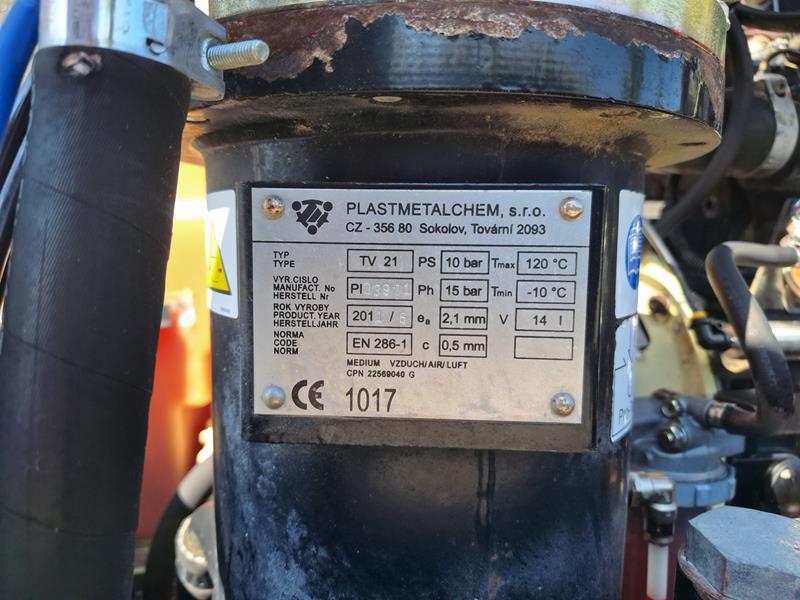 PLASTMETALCHEM, s.r.o.
CZ - 356 80 Sokolov, Tovární 2093
TYP
TYPE TV 21 PS 10 bar Tmax 120 °C
VYR.CISLO
MANUFACT. No Ph 15 bar Tmin -10 °C
HERSTELL Nr
ROK VYROBY
PRODUCT. YEAR ea 2,1 mm V 14 l
HERSTELLJAHR
NORMA
CODE EN 286-1 c 0,5 mm
NORM
MEDIUM VZDUCH/AIR/LUFT
CPN 22569040 G
CE 1017